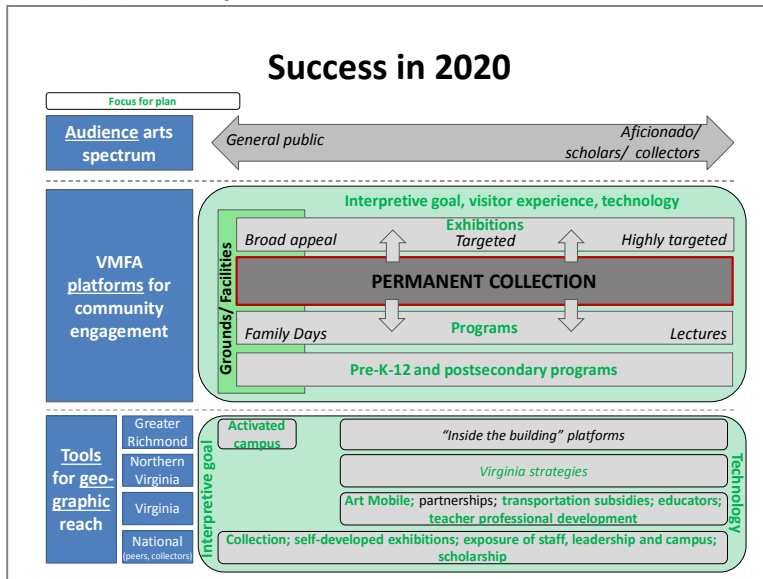 Success in 2020
Focus for plan
Audience arts
spectrum
General public
Aficionado/
scholars/ collectors
VMFA
platforms for
community
engagement
Interpretive goal, visitor experience, technology
Exhibitions
Broad appeal
Targeted
Highly targeted
Grounds/ Facilities
PERMANENT COLLECTION
Programs
Family Days
Lectures
Pre-K-12 and postsecondary programs
Tools
for geo-
graphic
reach
Greater
Richmond
Northern
Virginia
Virginia
National
(peers, collectors)
Interpretive goal
Activated
campus
"Inside the building" platforms
Virginia strategies
Art Mobile; partnerships; transportation subsidies; educators;
teacher professional development
Collection; self-developed exhibitions; exposure of staff, leadership and campus;
scholarship
Technology